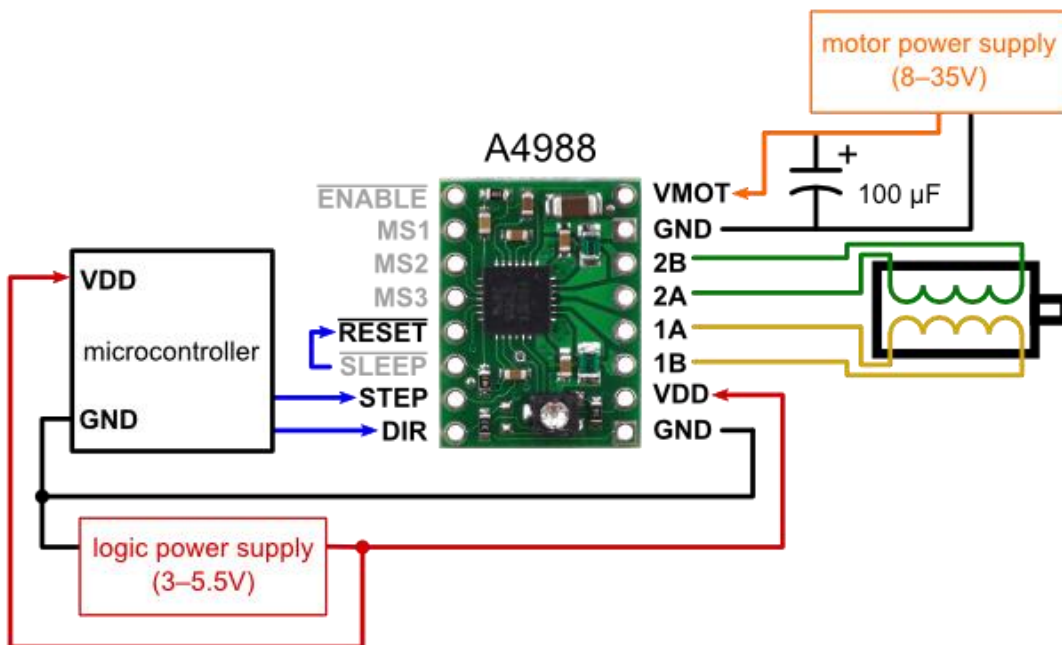 motor power supply
(8–35V)
A4988
ENABLE
VMOT
+
100 µF
MS1
GND
MS2
2B
MS3
2A
RESET
1A
SLEEP
1B
STEP
VDD
DIR
GND
VDD
microcontroller
GND
logic power supply
(3–5.5V)